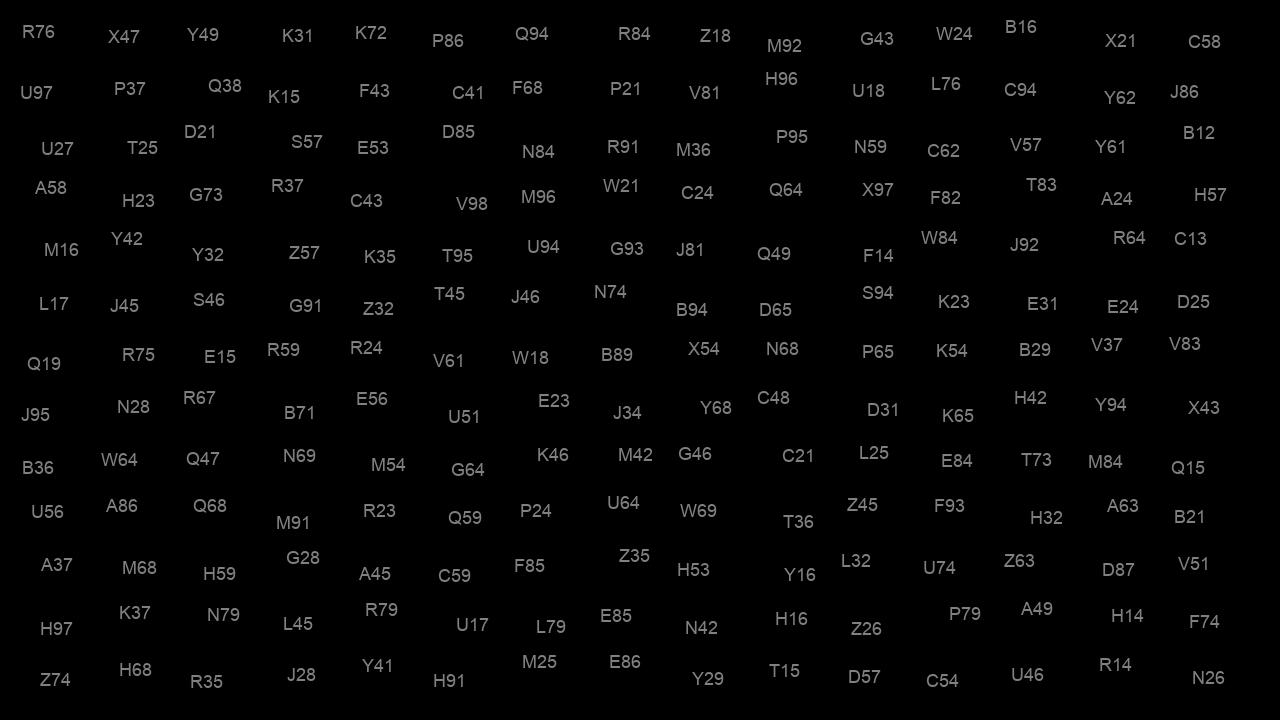 R76 X47 Y49 K31 K72 P86 Q94 R84 Z18 M92 G43 W24 B16 X21 C58
U97 P37 Q38 K15 F43 C41 F68 P21 V81 H96 U18 L76 C94 Y62 J86
U27 T25 D21 S57 E53 D85 N84 R91 M36 P95 N59 C62 V57 Y61 B12
A58 H23 G73 R37 C43 V98 M96 W21 C24 Q64 X97 F82 T83 A24 H57
M16 Y42 Y32 Z57 K35 T95 U94 G93 J81 Q49 F14 W84 J92 R64 C13
L17 J45 S46 G91 Z32 T45 J46 N74 B94 D65 S94 K23 E31 E24 D25
Q19 R75 E15 R59 R24 V61 W18 B89 X54 N68 P65 K54 B29 V37 V83
J95 N28 R67 B71 E56 U51 E23 J34 Y68 C48 D31 K65 H42 Y94 X43
B36 W64 Q47 N69 M54 G64 K46 M42 G46 C21 L25 E84 T73 M84 Q15
U56 A86 Q68 M91 R23 Q59 P24 U64 W69 T36 Z45 F93 H32 A63 B21
A37 M68 H59 G28 A45 C59 F85 Z35 H53 Y16 L32 U74 Z63 D87 V51
H97 K37 N79 L45 R79 U17 L79 E85 N42 H16 Z26 P79 A49 H14 F74
Z74 H68 R35 J28 Y41 H91 M25 E86 Y29 T15 D57 C54 U46 R14 N26